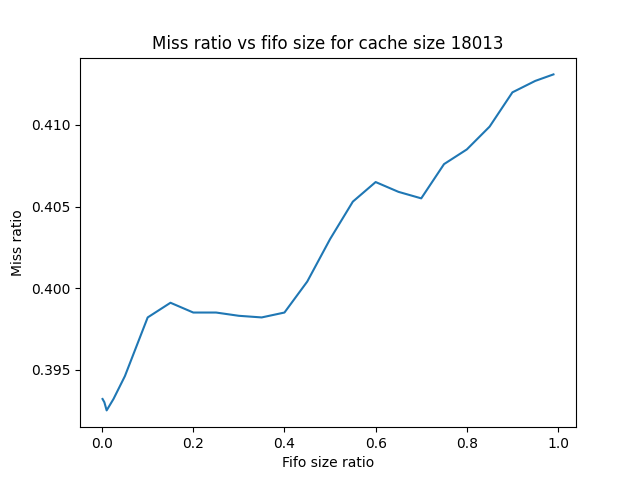 Miss ratio vs fifo size for cache size 18013
0.410
0.405
0.400
0.395
Miss ratio
0.0 0.2 0.4 0.6 0.8 1.0
Fifo size ratio